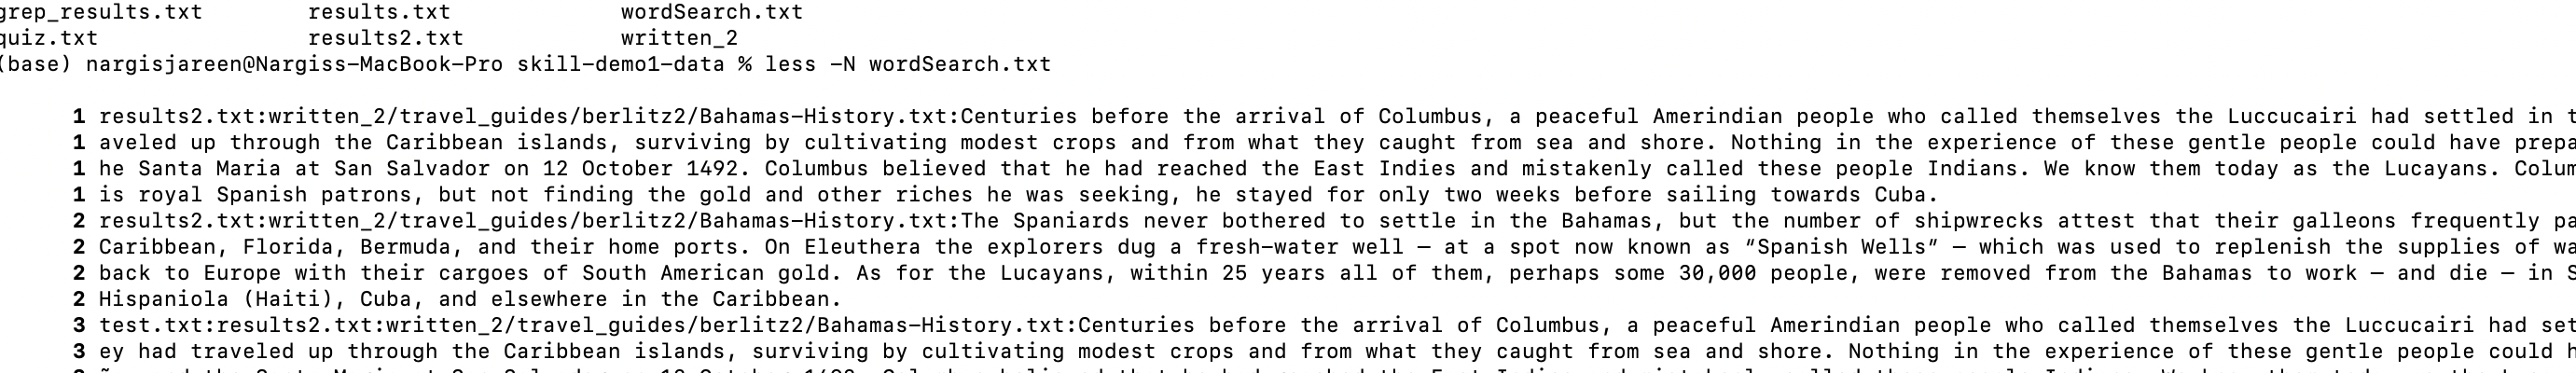 grep_results.txt results.txt wordSearch.txt
quiz.txt results2.txt written_2
(base) nargisjareen@Nargiss-MacBook-Pro skill-demo1-data % less -N wordSearch.txt
1 results2.txt:written_2/travel_guides/berlitz2/Bahamas-History.txt:Centuries before the arrival of Columbus, a peaceful Amerindian people who called themselves the Luccucairi had settled in t
1 aveled up through the Caribbean islands, surviving by cultivating modest crops and from what they caught from sea and shore. Nothing in the experience of these gentle people could have prepa
1 he Santa Maria at San Salvador on 12 October 1492. Columbus believed that he had reached the East Indies and mistakenly called these people Indians. We know them today as the Lucayans. Colum
1 is royal Spanish patrons, but not finding the gold and other riches he was seeking, he stayed for only two weeks before sailing towards Cuba.
2 results2.txt:written_2/travel_guides/berlitz2/Bahamas-History.txt:The Spaniards never bothered to settle in the Bahamas, but the number of shipwrecks attest that their galleons frequently pa
2 Caribbean, Florida, Bermuda, and their home ports. On Eleuthera the explorers dug a fresh-water well — at a spot now known as “Spanish Wells” — which was used to replenish the supplies of wa
2 back to Europe with their cargoes of South American gold. As for the Lucayans, within 25 years all of them, perhaps some 30,000 people, were removed from the Bahamas to work — and die — in S
2 Hispaniola (Haiti), Cuba, and elsewhere in the Caribbean.
3 test.txt:results2.txt:written_2/travel_guides/berlitz2/Bahamas-History.txt:Centuries before the arrival of Columbus, a peaceful Amerindian people who called themselves the Luccucairi had set
3 ey had traveled up through the Caribbean islands, surviving by cultivating modest crops and from what they caught from sea and shore. Nothing in the experience of these gentle people could h